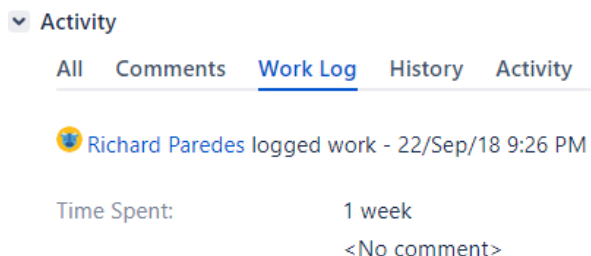 Activity
All Comments Work Log History Activity
Richard Paredes logged work - 22/Sep/18 9:26 PM
Time Spent: 1 week
<No comment>